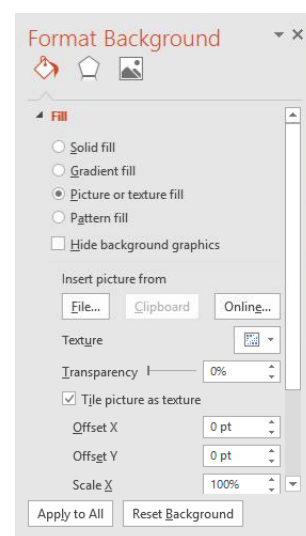 Format Background
Fill
Solid fill
Gradient fill
Picture or texture fill
Pattern fill
Hide background graphics
Insert picture from
File... Clipboard Online...
Texture
Transparency 0%
Tile picture as texture
Offset X 0 pt
Offset Y 0 pt
Scale X 100%
Apply to All Reset Background